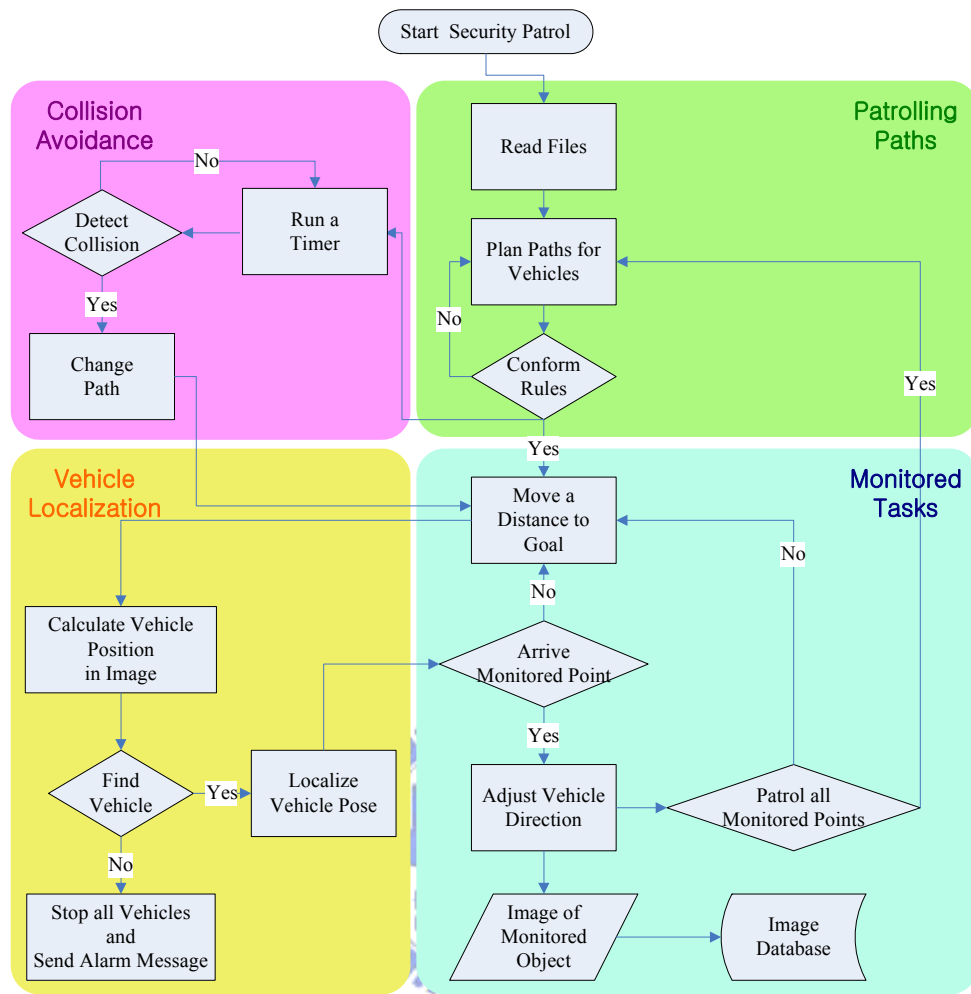 Start  Security Patrol
Collision
Avoidance
Patrolling
Paths
Read Files
No
Detect
Collision
Run a
Timer
Plan Paths for
Vehicles
Yes
No
Change
Path
Conform
Rules
Yes
Yes
Vehicle
Localization
Monitored
Tasks
Move a
Distance to
Goal
No
No
Calculate Vehicle
Position
in Image
Arrive
Monitored Point
Yes
Find
Vehicle
Yes
Localize
Vehicle Pose
Adjust Vehicle
Direction
Patrol all
Monitored Points
No
Stop all Vehicles
and
Send Alarm Message
Image of
Monitored
Object
Image
Database